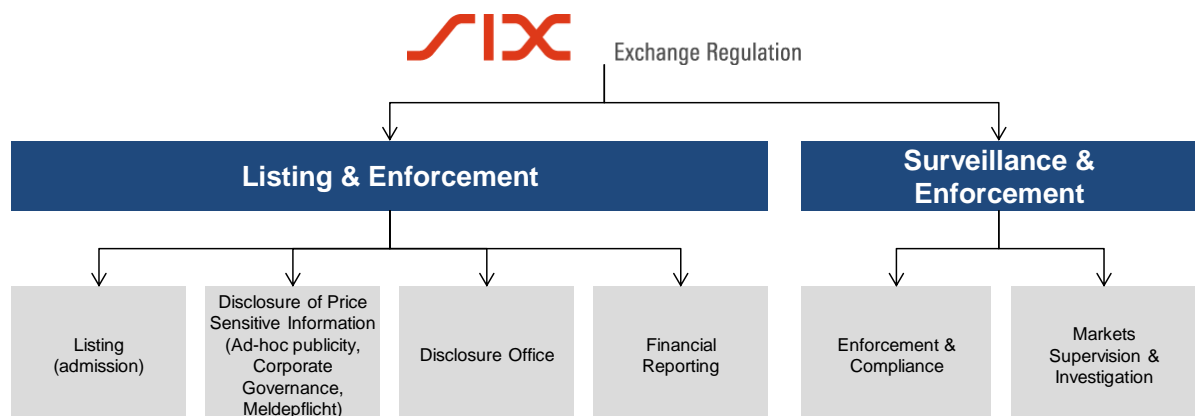 SIX Exchange Regulation
Listing & Enforcement
Surveillance &
Enforcement
Listing
(admission)
Disclosure of Price
Sensitive Information
(Ad-hoc publicity,
Corporate
Governance,
Meldepflicht)
Disclosure Office
Financial
Reporting
Enforcement &
Compliance
Markets
Supervision &
Investigation